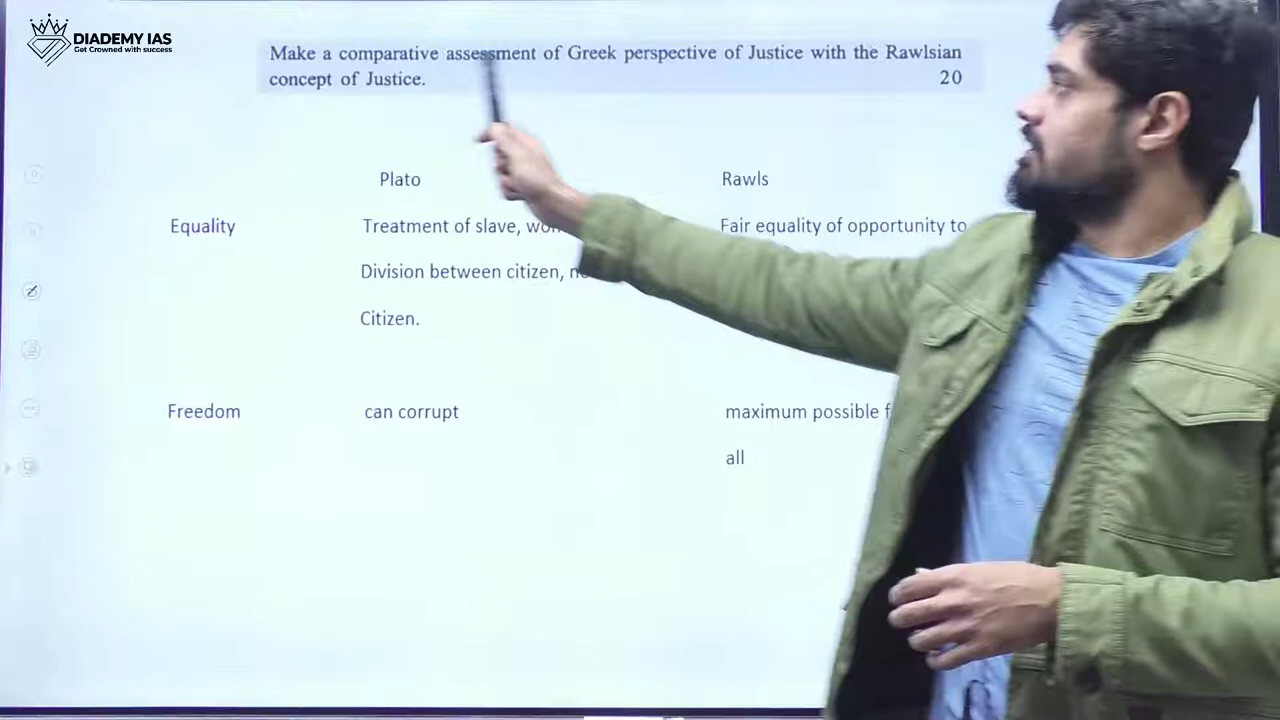 DIADEMY IAS
Get Crowned with success
Make a comparative assessment of Greek perspective of Justice with the Rawlsian
concept of Justice. 20
Plato Rawls
Equality Treatment of slave, Fair equality of opportunity to
Division between citizen,
Citizen.
Freedom can corrupt maximum possible
all